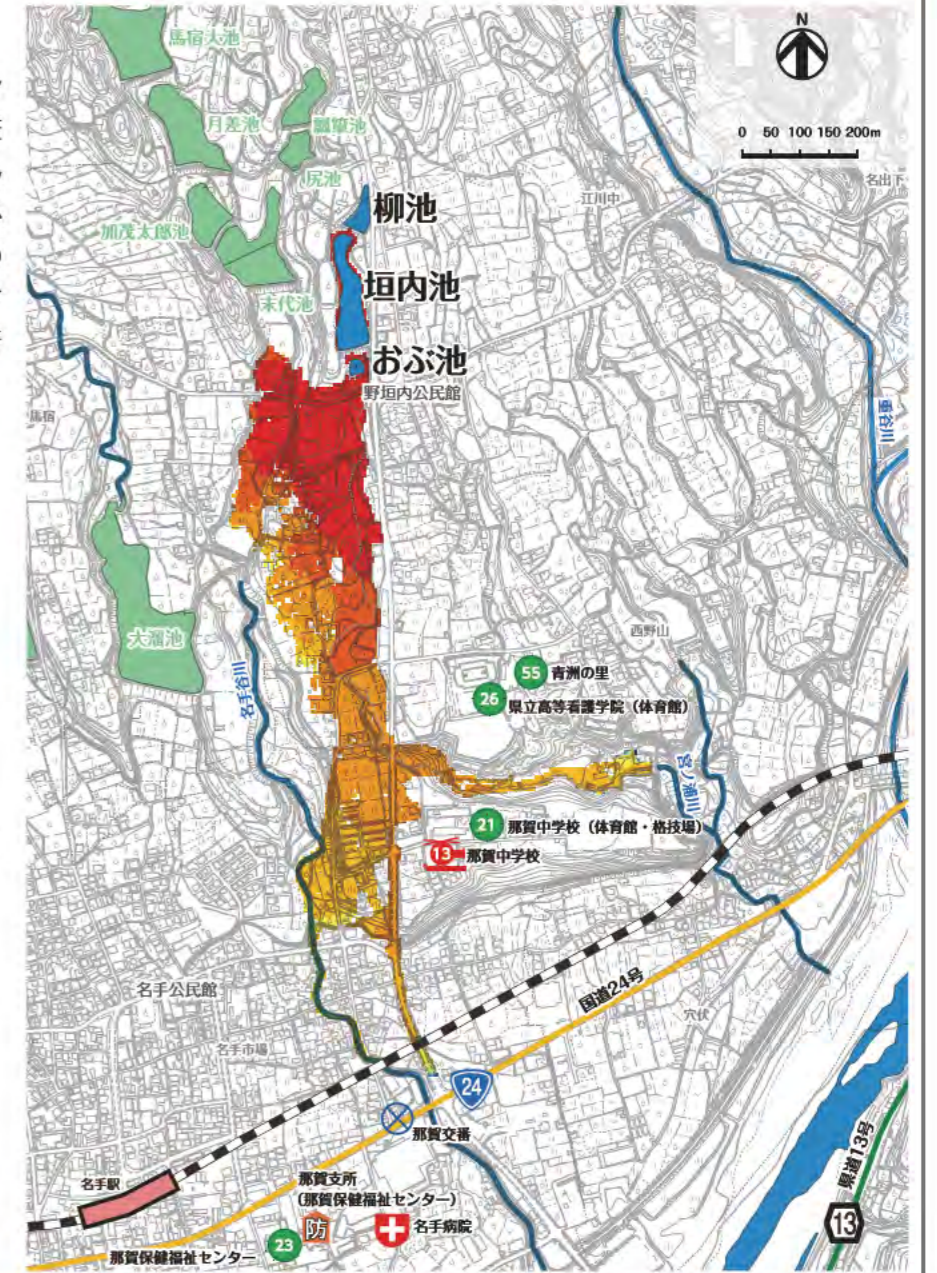 N
0 50 100 150 200m
馬宿大池
月差池
瓢箪池
尻池
名出下
江川中
柳池
加茂太郎池
垣内池
末代池
おぶ池
野垣内公民館
馬宿
重谷川
大溜池
西野山
55 青洲の里
26 県立高等看護学院（体育館）
名手谷川
宮ノ浦川
21 那賀中学校（体育館・格技場）
13 那賀中学校
国道24号
名手公民館
穴伏
名手市場
24
那賀交番
県道13号
名手駅
那賀支所
（那賀保健福祉センター）
防
名手病院
13
23
那賀保健福祉センター